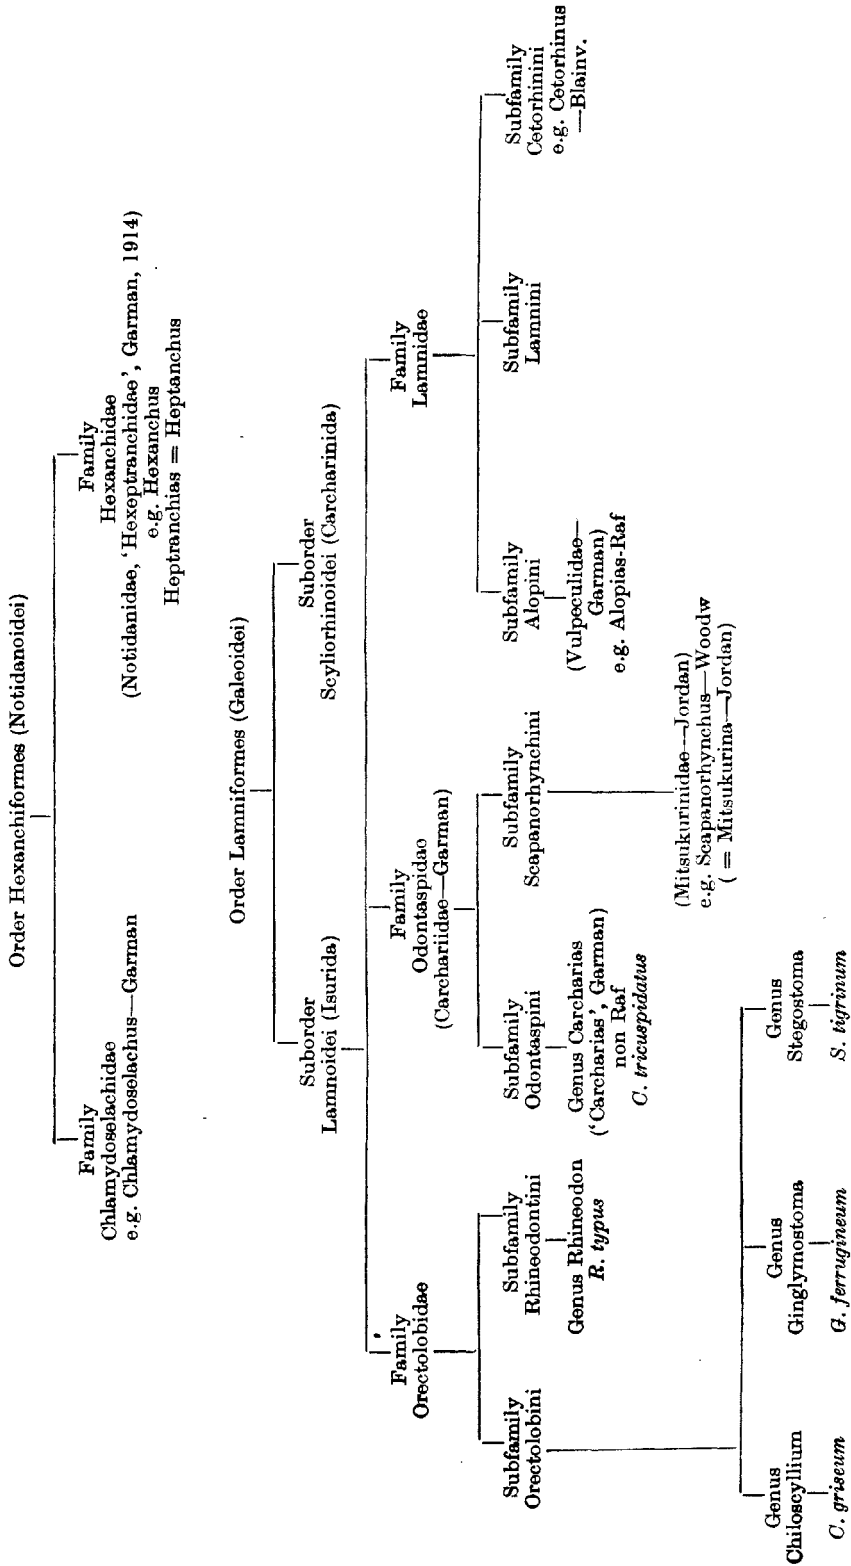 Order Hexanchiformes (Notidanoidei)
Family
Chlamydoselachidae
e.g. Chlamydoselachus—Garman
Family
Hexanchidae
(Notidanidae, ‘Hexeptranchidae’, Garman, 1914)
e.g. Hexanchus
Heptranchias = Heptanchus
Order Lamniformes (Galeoidei)
Suborder
Lamnoidei (Isurida)
Suborder
Scyliorhinoidei (Carcharinida)
Family
Orectolobidae
Family
Odontaspidae
(Carchariidae—Garman)
Family
Lamnidae
Subfamily
Orectolobini
Subfamily
Rhineodontini
Genus Rhineodon
R. typus
Subfamily
Odontaspini
Genus Carcharias
(‘Carcharias’, Garman)
non Raf
C. tricuspidatus
Subfamily
Scapanorhynchini
(Mitsukurinidae—Jordan)
e.g. Scapanorhynchus—Woodw
( = Mitsukurina—Jordan)
Subfamily
Alopini
(Vulpeculidae—
Garman)
e.g. Alopias-Raf
Subfamily
Lamnini
Subfamily
Cetorhinini
e.g. Cetorhinus
—Blainv.
Genus
Chiloscyllium
C. griseum
Genus
Ginglymostoma
G. ferrugineum
Genus
Stegostoma
S. tigrinum